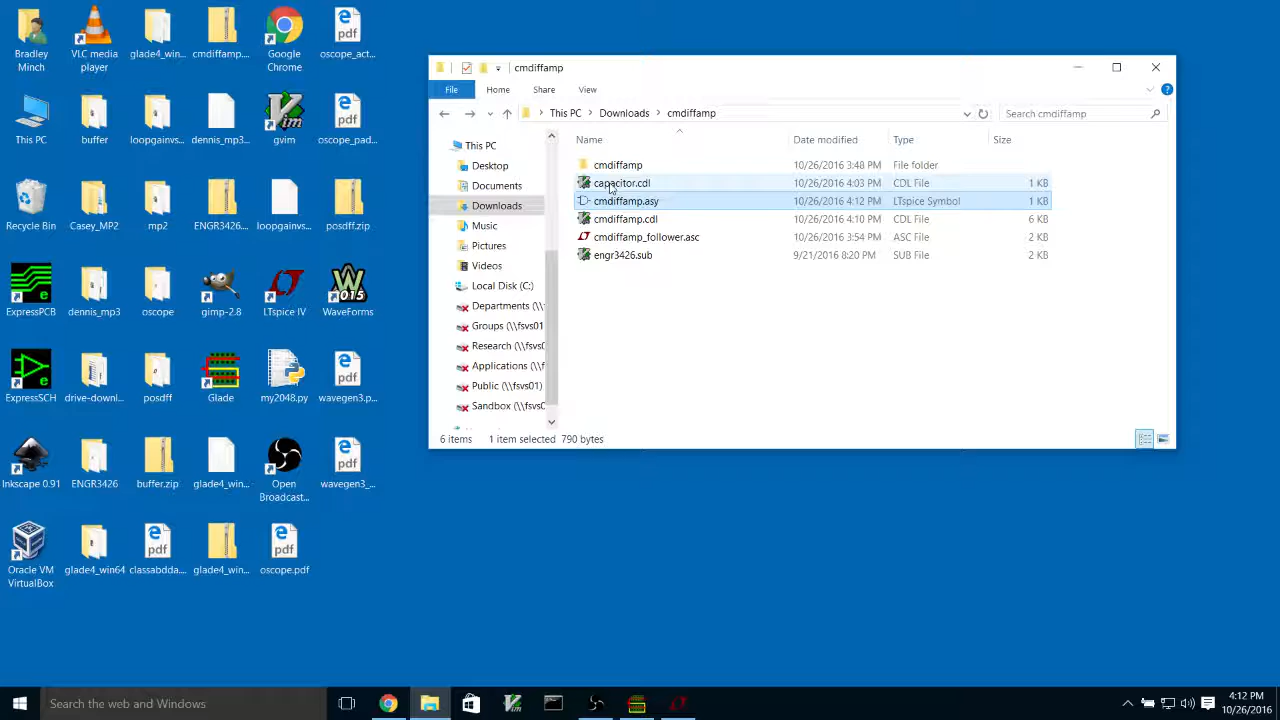 Bradley Minch
VLC media player
glade4_win...
cmdiffamp....
Google Chrome
oscope_act...
This PC
buffer
loopgainvs...
dennis_mp3...
gvim
oscope_pad...
Recycle Bin
Casey_MP2
mp2
ENGR3426...
loopgainvs...
posdff.zip
ExpressPCB
dennis_mp3
oscope
gimp-2.8
LTspice IV
WaveForms
ExpressSCH
drive-downl...
posdff
Glade
my2048.py
wavegen3.p...
Inkscape 0.91
ENGR3426
buffer.zip
glade4_win...
Open Broadcast...
wavegen3_...
Oracle VM VirtualBox
glade4_win64
classabdda...
glade4_win...
oscope.pdf
cmdiffamp
File Home Share View
This PC Downloads cmdiffamp
Search cmdiffamp
Name Date modified Type Size
This PC
Desktop
Documents
Downloads
Music
Pictures
Videos
Local Disk (C:)
Departments (\\
Groups (\\fsvs01
Research (\\fsvs
Applications (\\f
Public (\\fsvs01)
Sandbox (\\fsvsC
cmdiffamp 10/26/2016 3:48 PM File folder
capacitor.cdl 10/26/2016 4:03 PM CDL File 1 KB
cmdiffamp.asy 10/26/2016 4:12 PM LTspice Symbol 1 KB
cmdiffamp.cdl 10/26/2016 4:10 PM CDL File 6 KB
cmdiffamp_follower.asc 10/26/2016 3:54 PM ASC File 2 KB
engr3426.sub 9/21/2016 8:20 PM SUB File 2 KB
6 items 1 item selected 790 bytes
Search the web and Windows
4:12 PM
10/26/2016